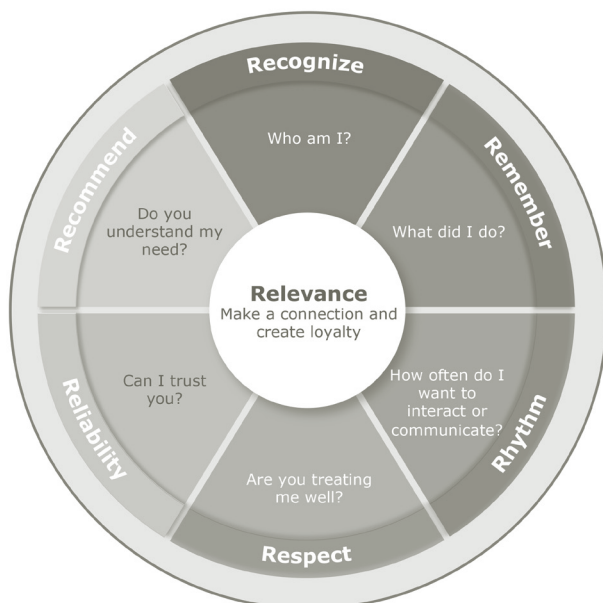 Recognize
Who am I?
Remember
What did I do?
Rhythm
How often do I
want to
interact or
communicate?
Respect
Are you treating
me well?
Reliability
Can I trust
you?
Recommend
Do you
understand my
need?
Relevance
Make a connection and
create loyalty